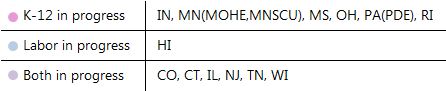 K-12 in progress IN, MN(MOHE,MNSCU), MS, OH, PA(PDE), RI
Labor in progress HI
Both in progress CO, CT, IL, NJ, TN, WI